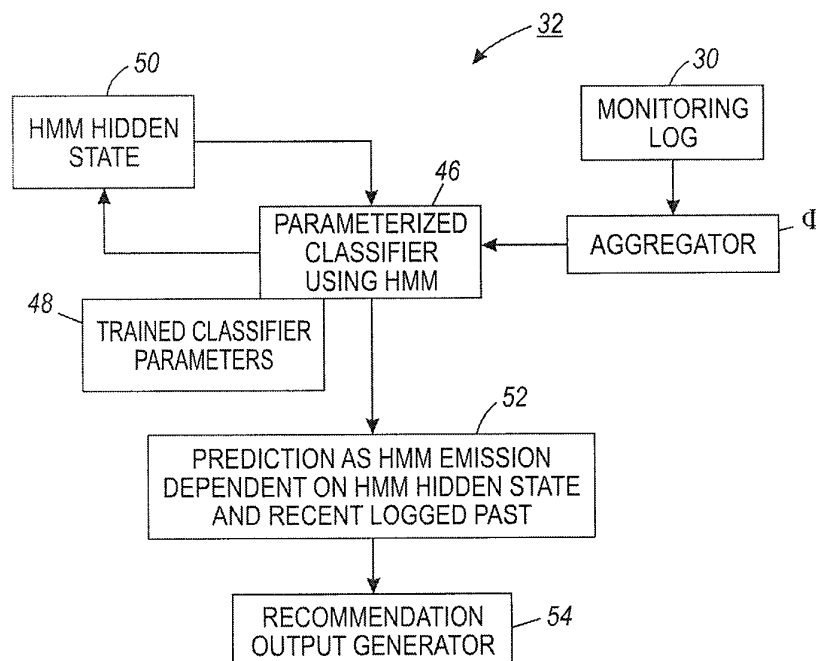 32
50
30
HMM HIDDEN
STATE
MONITORING
LOG
46
PARAMETERIZED
CLASSIFIER
USING HMM
AGGREGATOR
Φ
48
TRAINED CLASSIFIER
PARAMETERS
52
PREDICTION AS HMM EMISSION
DEPENDENT ON HMM HIDDEN STATE
AND RECENT LOGGED PAST
RECOMMENDATION
OUTPUT GENERATOR
54